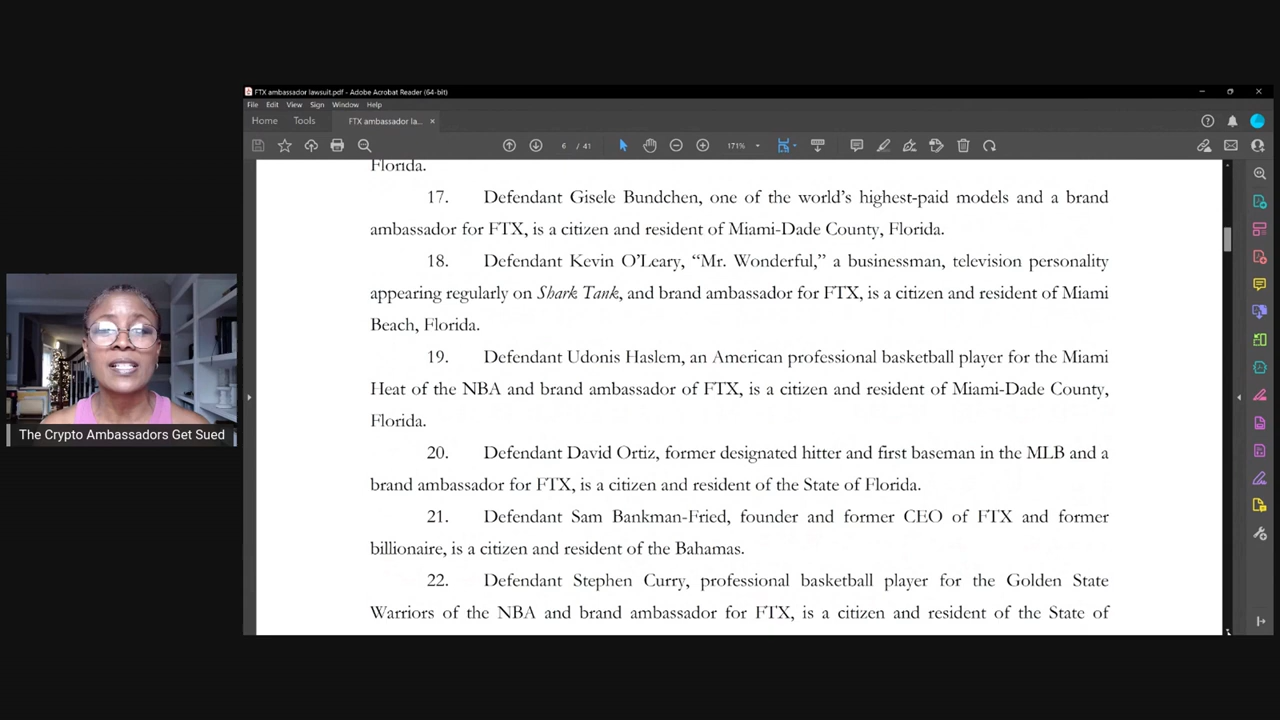 FTX ambassador lawsuit.pdf - Adobe Acrobat Reader (64-bit)
File Edit View Sign Window Help
Home Tools FTX ambassador la... ×
6 / 41 171%
Florida.
17. Defendant Gisele Bundchen, one of the world’s highest-paid models and a brand
ambassador for FTX, is a citizen and resident of Miami-Dade County, Florida.
18. Defendant Kevin O’Leary, “Mr. Wonderful,” a businessman, television personality
appearing regularly on Shark Tank, and brand ambassador for FTX, is a citizen and resident of Miami
Beach, Florida.
19. Defendant Udonis Haslem, an American professional basketball player for the Miami
Heat of the NBA and brand ambassador of FTX, is a citizen and resident of Miami-Dade County,
Florida.
20. Defendant David Ortiz, former designated hitter and first baseman in the MLB and a
brand ambassador for FTX, is a citizen and resident of the State of Florida.
21. Defendant Sam Bankman-Fried, founder and former CEO of FTX and former
billionaire, is a citizen and resident of the Bahamas.
22. Defendant Stephen Curry, professional basketball player for the Golden State
Warriors of the NBA and brand ambassador for FTX, is a citizen and resident of the State of
The Crypto Ambassadors Get Sued